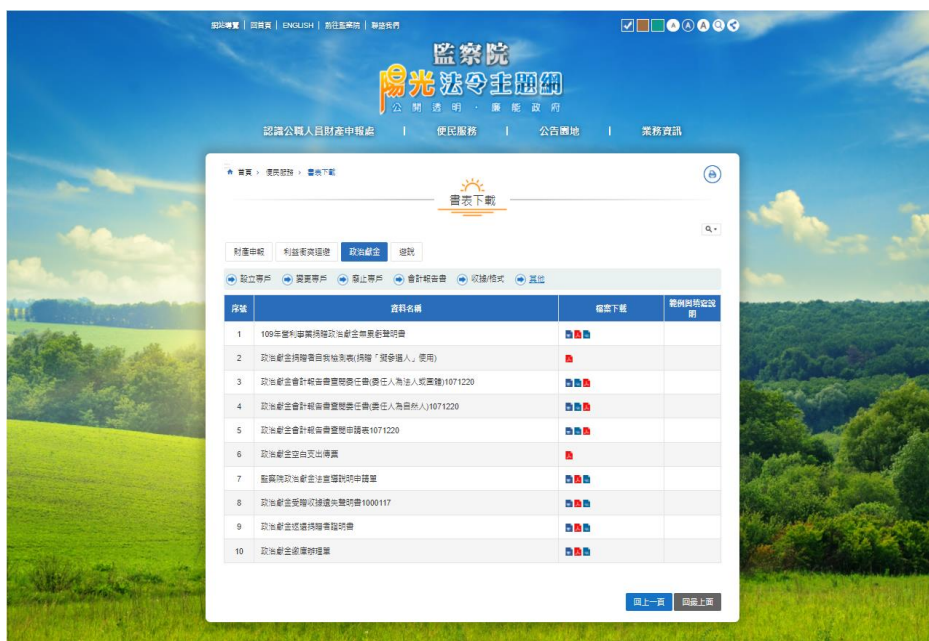 網站導覽 | 回首頁 | ENGLISH | 前往監察院 | 聯絡我們
A A A
監察院
陽光法令主題網
公開透明・廉能政府
認識公職人員財產申報處 | 便民服務 | 公告園地 | 業務資訊
首頁 › 便民服務 › 書表下載
書表下載
財產申報 利益衝突迴避 政治獻金 遊說
設立專戶 變更專戶 廢止專戶 會計報告書 收據/格式 其他
序號 資料名稱 檔案下載 範例與填寫說明
1 109年營利事業捐贈政治獻金無累虧聲明書
2 政治獻金捐贈者自我檢測表(捐贈「擬參選人」使用)
3 政治獻金會計報告書查閱委任書(委任人為法人或團體)1071220
4 政治獻金會計報告書查閱委任書(委任人為自然人)1071220
5 政治獻金會計報告書查閱申請表1071220
6 政治獻金空白支出傳票
7 監察院政治獻金法宣導說明申請單
8 政治獻金受贈收據遺失聲明書1000117
9 政治獻金返還捐贈者證明書
10 政治獻金繳庫辦理單
回上一頁 回最上面